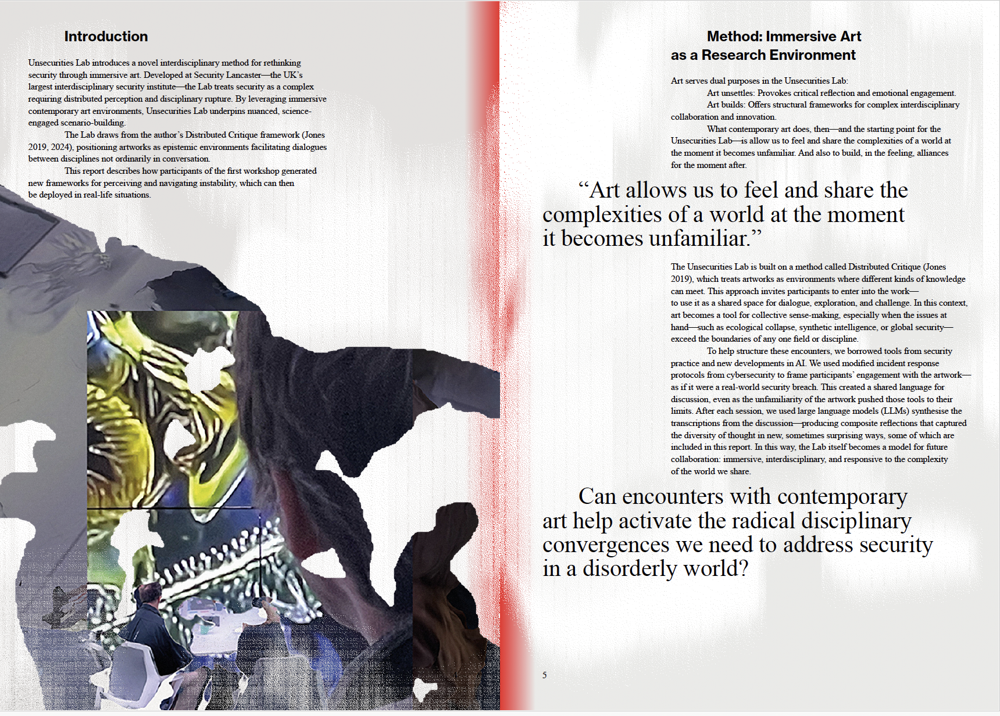 Introduction
Unsecurities Lab introduces a novel interdisciplinary method for rethinking
security through immersive art. Developed at Security Lancaster—the UK’s
largest interdisciplinary security institute—the Lab treats security as a complex
requiring distributed perception and disciplinary rupture. By leveraging immersive
contemporary art environments, Unsecurities Lab underpins nuanced, science-
engaged scenario-building.
The Lab draws from the author’s Distributed Critique framework (Jones
2019, 2024), positioning artworks as epistemic environments facilitating dialogues
between disciplines not ordinarily in conversation.
This report describes how participants of the first workshop generated
new frameworks for perceiving and navigating instability, which can then
be deployed in real-life situations.
Method: Immersive Art
as a Research Environment
Art serves dual purposes in the Unsecurities Lab:
Art unsettles: Provokes critical reflection and emotional engagement.
Art builds: Offers structural frameworks for complex interdisciplinary
collaboration and innovation.
What contemporary art does, then—and the starting point for the
Unsecurities Lab—is allow us to feel and share the complexities of a world at
the moment it becomes unfamiliar. And also to build, in the feeling, alliances
for the moment after.
“Art allows us to feel and share the
complexities of a world at the moment
it becomes unfamiliar.”
The Unsecurities Lab is built on a method called Distributed Critique (Jones
2019), which treats artworks as environments where different kinds of knowledge
can meet. This approach invites participants to enter into the work—
to use it as a shared space for dialogue, exploration, and challenge. In this context,
art becomes a tool for collective sense-making, especially when the issues at
hand—such as ecological collapse, synthetic intelligence, or global security—
exceed the boundaries of any one field or discipline.
To help structure these encounters, we borrowed tools from security
practice and new developments in AI. We used modified incident response
protocols from cybersecurity to frame participants’ engagement with the artwork—
as if it were a real-world security breach. This created a shared language for
discussion, even as the unfamiliarity of the artwork pushed those tools to their
limits. After each session, we used large language models (LLMs) synthesise the
transcriptions from the discussion—producing composite reflections that captured
the diversity of thought in new, sometimes surprising ways, some of which are
included in this report. In this way, the Lab itself becomes a model for future
collaboration: immersive, interdisciplinary, and responsive to the complexity
of the world we share.
Can encounters with contemporary
art help activate the radical disciplinary
convergences we need to address security
in a disorderly world?
5